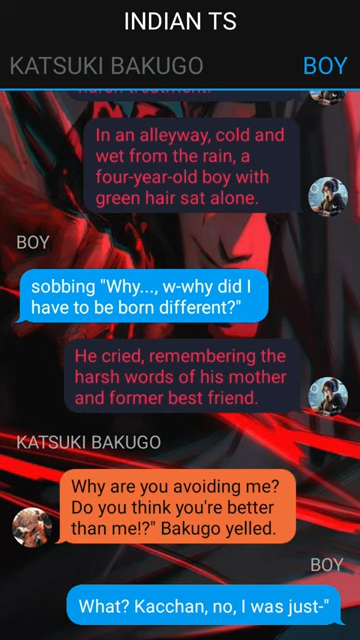 INDIAN TS
KATSUKI BAKUGO BOY
harsh treatment.
In an alleyway, cold and
wet from the rain, a
four-year-old boy with
green hair sat alone.
BOY
sobbing "Why..., w-why did I
have to be born different?"
He cried, remembering the
harsh words of his mother
and former best friend.
KATSUKI BAKUGO
Why are you avoiding me?
Do you think you're better
than me!?" Bakugo yelled.
BOY
What? Kacchan, no, I was just-"